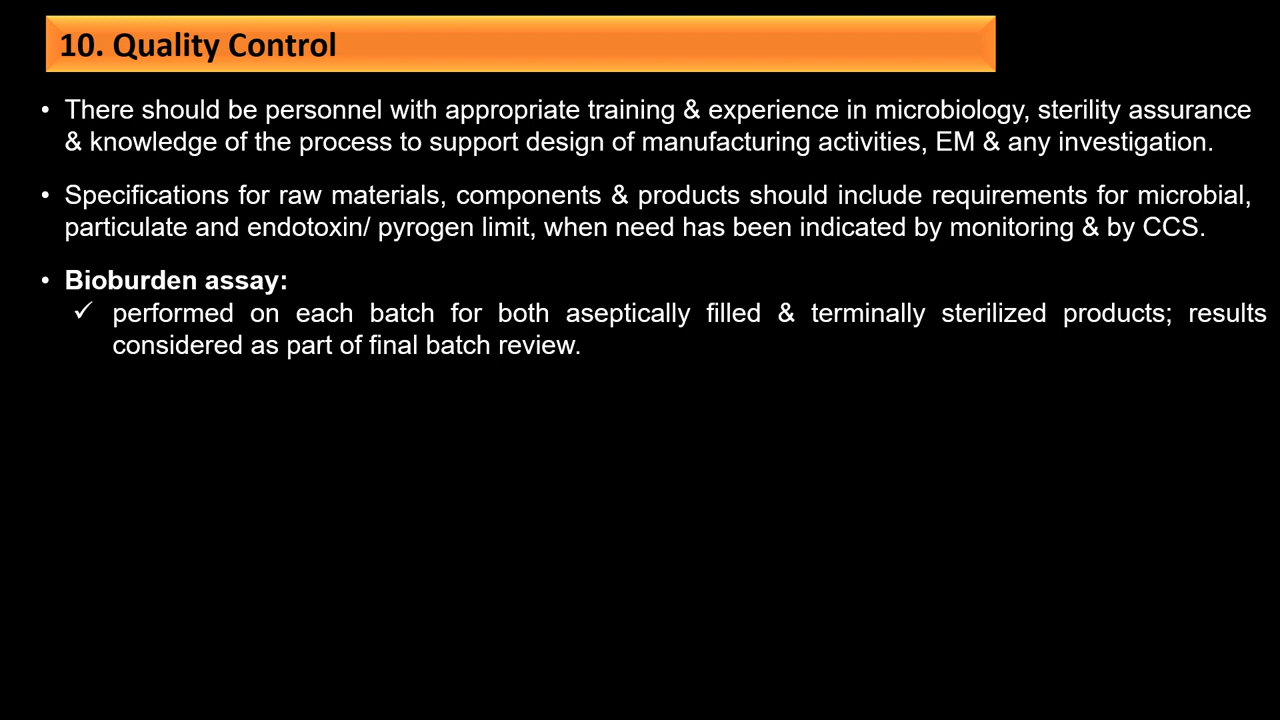 10. Quality Control
• There should be personnel with appropriate training & experience in microbiology, sterility assurance
& knowledge of the process to support design of manufacturing activities, EM & any investigation.
• Specifications for raw materials, components & products should include requirements for microbial,
particulate and endotoxin/ pyrogen limit, when need has been indicated by monitoring & by CCS.
• Bioburden assay:
✓ performed on each batch for both aseptically filled & terminally sterilized products; results
considered as part of final batch review.